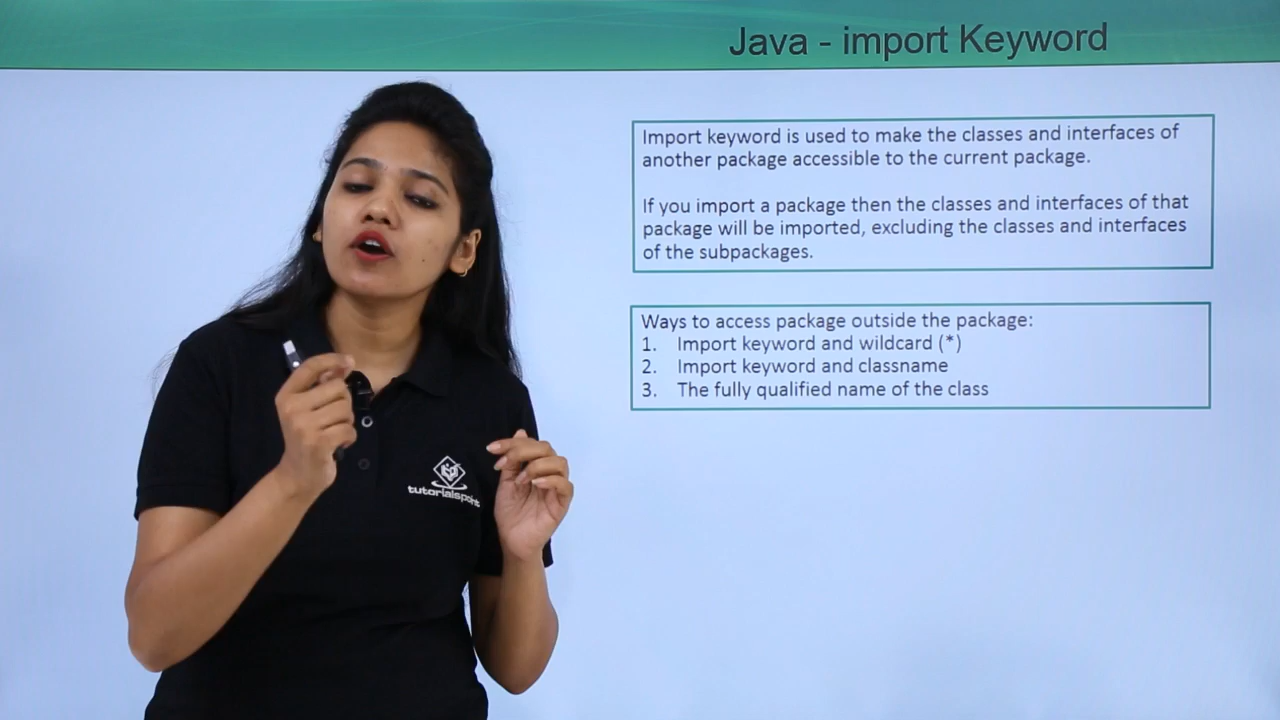 Java - import Keyword
Import keyword is used to make the classes and interfaces of
another package accessible to the current package.
If you import a package then the classes and interfaces of that
package will be imported, excluding the classes and interfaces
of the subpackages.
Ways to access package outside the package:
1. Import keyword and wildcard (*)
2. Import keyword and classname
3. The fully qualified name of the class
tutorialspoint